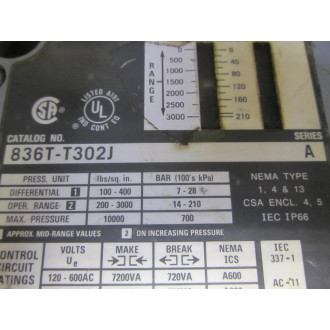 0 0
500 40
1000 80
1500 120
2000
2500 160
3000 210
RANGE
SA
UL
LISTED
IND CONT EQ
CATALOG NO. SERIES
836T-T302J A
PRESS. UNIT lbs/sq. in. BAR (100's kPa) NEMA TYPE
DIFFERENTIAL 1 100 - 400 7 - 28 1, 4 & 13
OPER. RANGE 2 200 - 3000 14 - 210 CSA ENCL. 4, 5
MAX. PRESSURE 10000 700 IEC IP66
1 APPROX. MID-RANGE VALUES 2 ON INCREASING PRESSURE
CONTROL VOLTS MAKE BREAK NEMA IEC
CIRCUIT Ue ICS 337-1
RATINGS 120 - 600AC 7200VA 720VA A600 AC-11